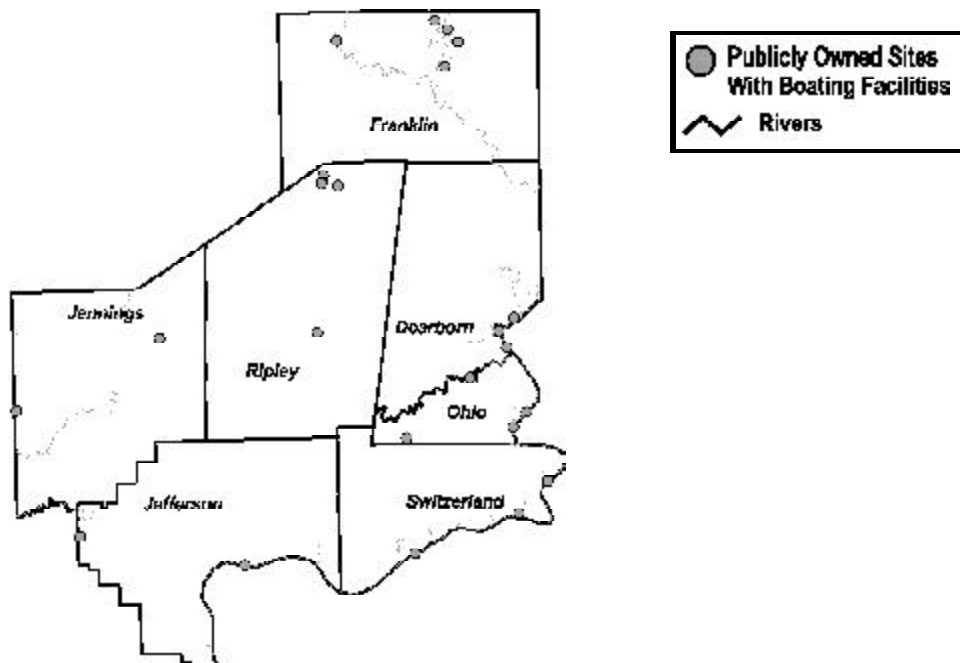 Publicly Owned Sites
With Boating Facilities
Rivers
Franklin
Jennings
Dearborn
Ripley
Ohio
Jefferson
Switzerland